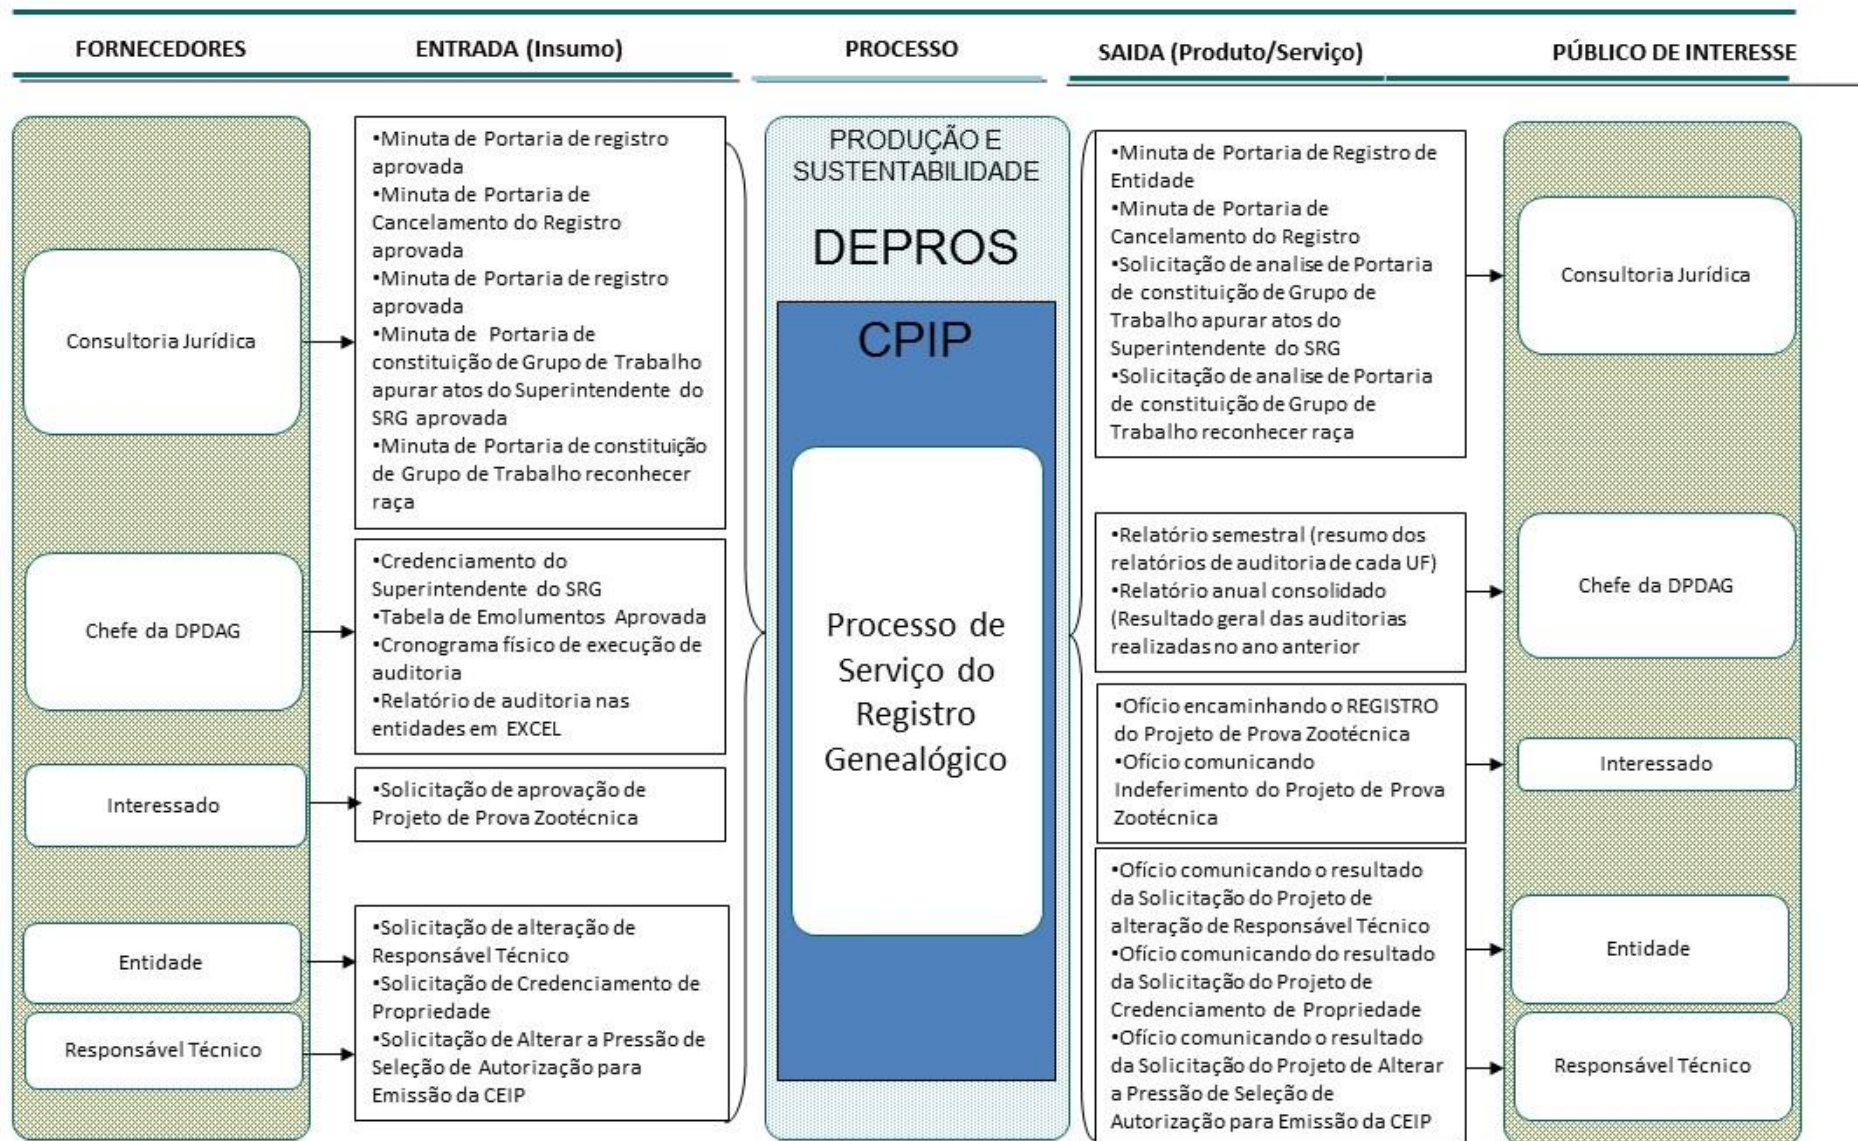 FORNECEDORES
ENTRADA (Insumo)
PROCESSO
SAIDA (Produto/Serviço)
PÚBLICO DE INTERESSE
Consultoria Jurídica
Chefe da DPDAG
Interessado
Entidade
Responsável Técnico
•Minuta de Portaria de registro
aprovada
•Minuta de Portaria de
Cancelamento do Registro
aprovada
•Minuta de Portaria de registro
aprovada
•Minuta de Portaria de
constituição de Grupo de Trabalho
apurar atos do Superintendente do
SRG aprovada
•Minuta de Portaria de constituição
de Grupo de Trabalho reconhecer
raça
•Credenciamento do
Superintendente do SRG
•Tabela de Emolumentos Aprovada
•Cronograma físico de execução de
auditoria
•Relatório de auditoria nas
entidades em EXCEL
•Solicitação de aprovação de
Projeto de Prova Zootécnica
•Solicitação de alteração de
Responsável Técnico
•Solicitação de Credenciamento de
Propriedade
•Solicitação de Alterar a Pressão de
Seleção de Autorização para
Emissão da CEIP
PRODUÇÃO E
SUSTENTABILIDADE
DEPROS
CPIP
Processo de
Serviço do
Registro
Genealógico
•Minuta de Portaria de Registro de
Entidade
•Minuta de Portaria de
Cancelamento do Registro
•Solicitação de analise de Portaria
de constituição de Grupo de
Trabalho apurar atos do
Superintendente do SRG
•Solicitação de analise de Portaria
de constituição de Grupo de
Trabalho reconhecer raça
•Relatório semestral (resumo dos
relatórios de auditoria de cada UF)
•Relatório anual consolidado
(Resultado geral das auditorias
realizadas no ano anterior
•Ofício encaminhando o REGISTRO
do Projeto de Prova Zootécnica
•Ofício comunicando
Indeferimento do Projeto de Prova
Zootécnica
•Ofício comunicando o resultado
da Solicitação do Projeto de
alteração de Responsável Técnico
•Ofício comunicando do resultado
da Solicitação do Projeto de
Credenciamento de Propriedade
•Ofício comunicando o resultado
da Solicitação do Projeto de Alterar
a Pressão de Seleção de
Autorização para Emissão da CEIP
Consultoria Jurídica
Chefe da DPDAG
Interessado
Entidade
Responsável Técnico